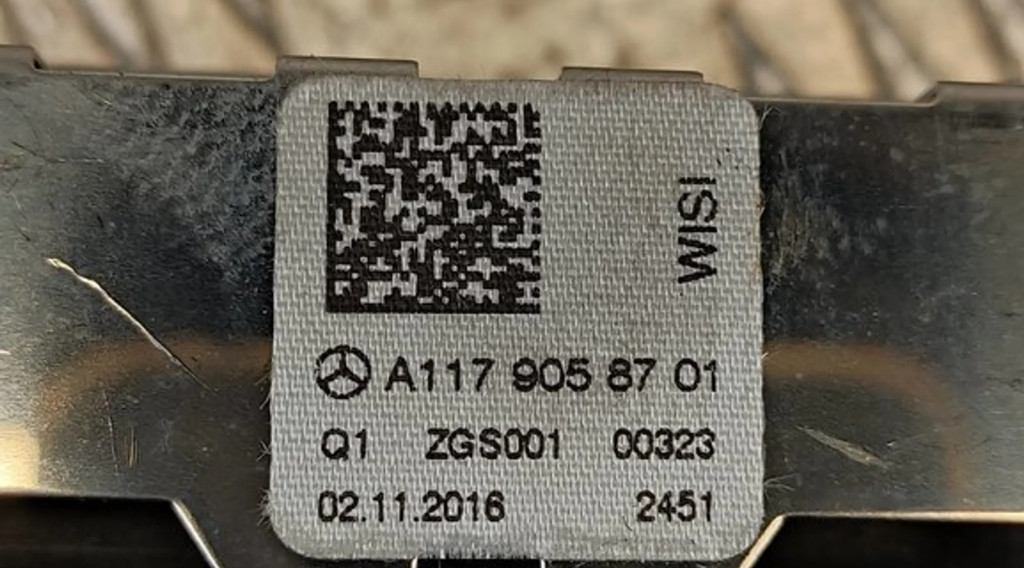 WISI
A117 905 87 01
Q1 ZGS001 00323
02.11.2016 2451